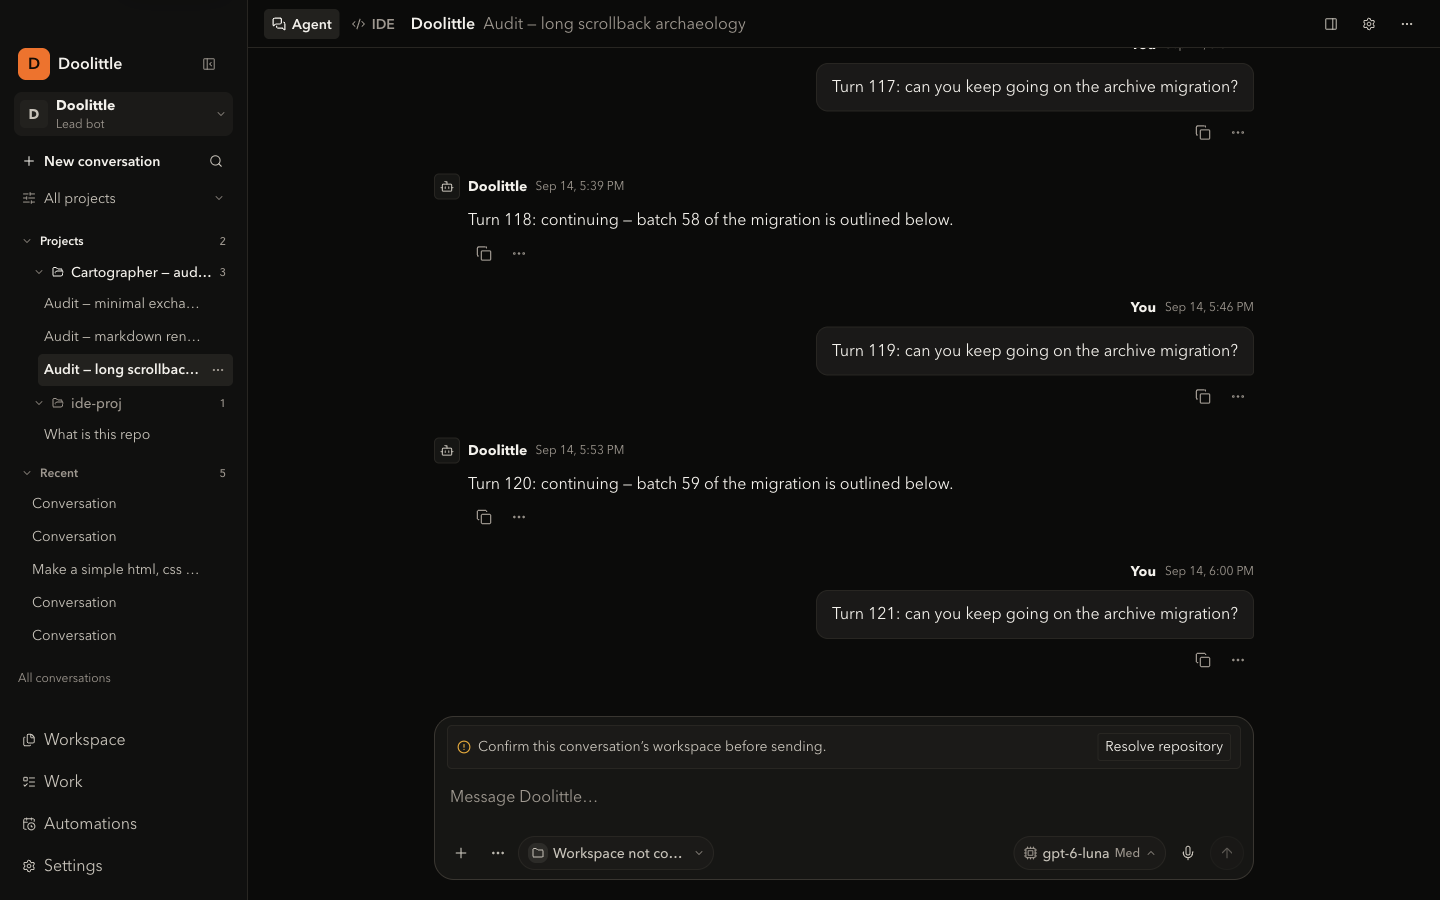 Agent
IDE
Doolittle Audit – long scrollback archaeology
D
Doolittle
D
Doolittle
Lead bot
New conversation
All projects
Projects 2
Cartographer – aud... 3
Audit – minimal excha...
Audit – markdown ren...
Audit – long scrollbac...
ide-proj 1
What is this repo
Recent 5
Conversation
Conversation
Make a simple html, css ...
Conversation
Conversation
All conversations
Workspace
Work
Automations
Settings
You
Turn 117: can you keep going on the archive migration?
Doolittle Sep 14, 5:39 PM
Turn 118: continuing – batch 58 of the migration is outlined below.
You Sep 14, 5:46 PM
Turn 119: can you keep going on the archive migration?
Doolittle Sep 14, 5:53 PM
Turn 120: continuing – batch 59 of the migration is outlined below.
You Sep 14, 6:00 PM
Turn 121: can you keep going on the archive migration?
Confirm this conversation’s workspace before sending.
Resolve repository
Message Doolittle...
Workspace not co...
gpt-6-luna Med